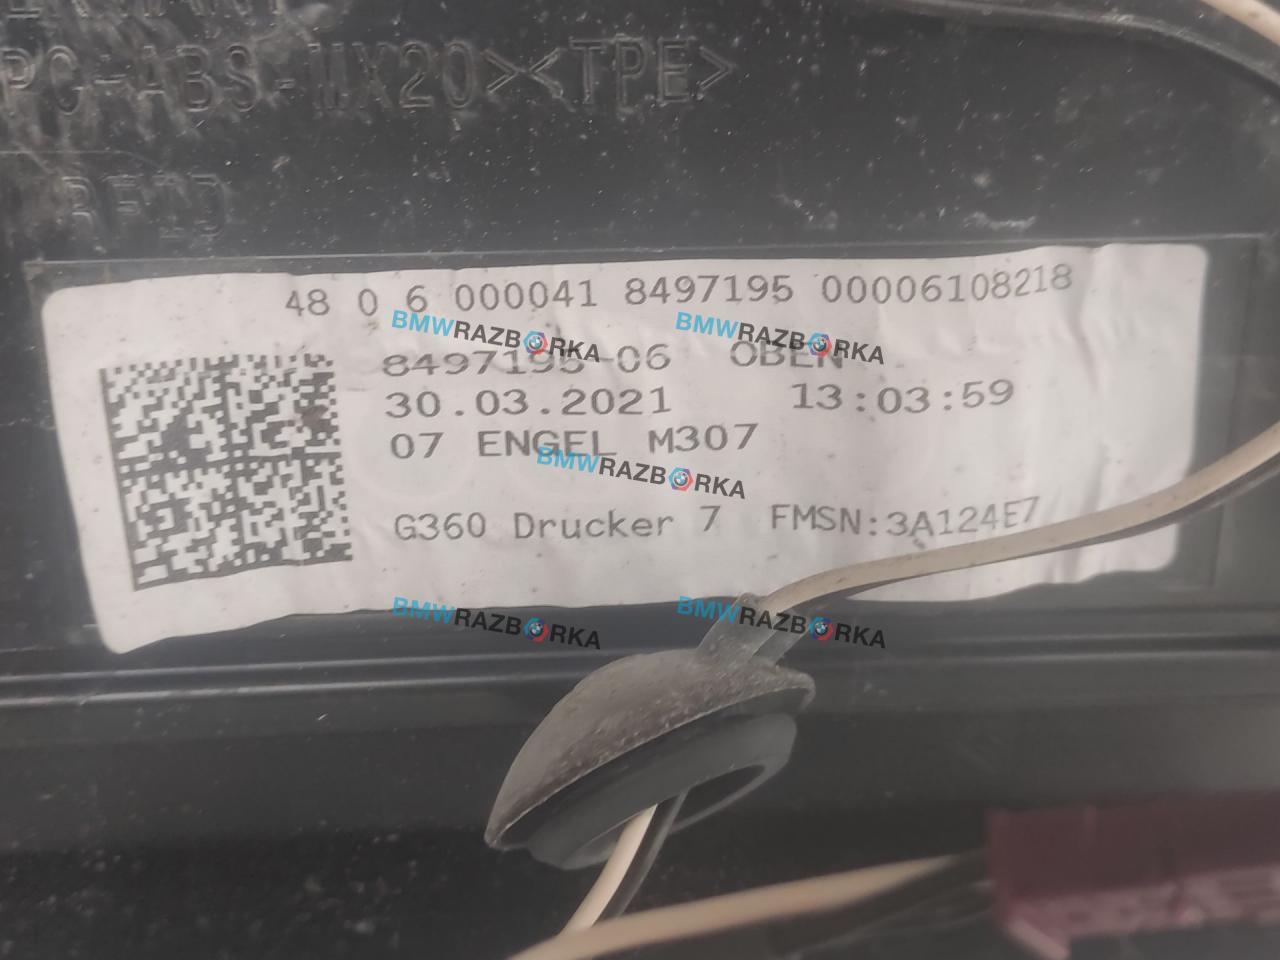 PC-ABS-MX20><TPE>
RFID
48 0 6 000041 8497195 00006108218
8497195-06 OBEN
30.03.2021 13:03:59
07 ENGEL M307
G360 Drucker 7 FMSN:3A124E7
BMWRAZBORKA
BMWRAZBORKA
BMWRAZBORKA
BMWRAZBORKA
BMWRAZBORKA